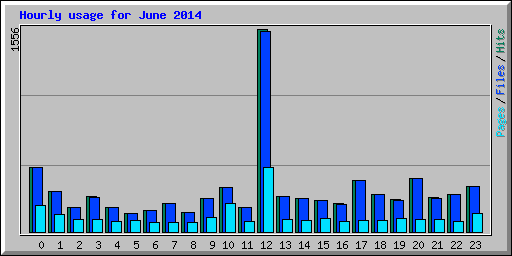 Hourly usage for June 2014
1556
Pages/Files/Hits
0 1 2 3 4 5 6 7 8 9 10 11 12 13 14 15 16 17 18 19 20 21 22 23